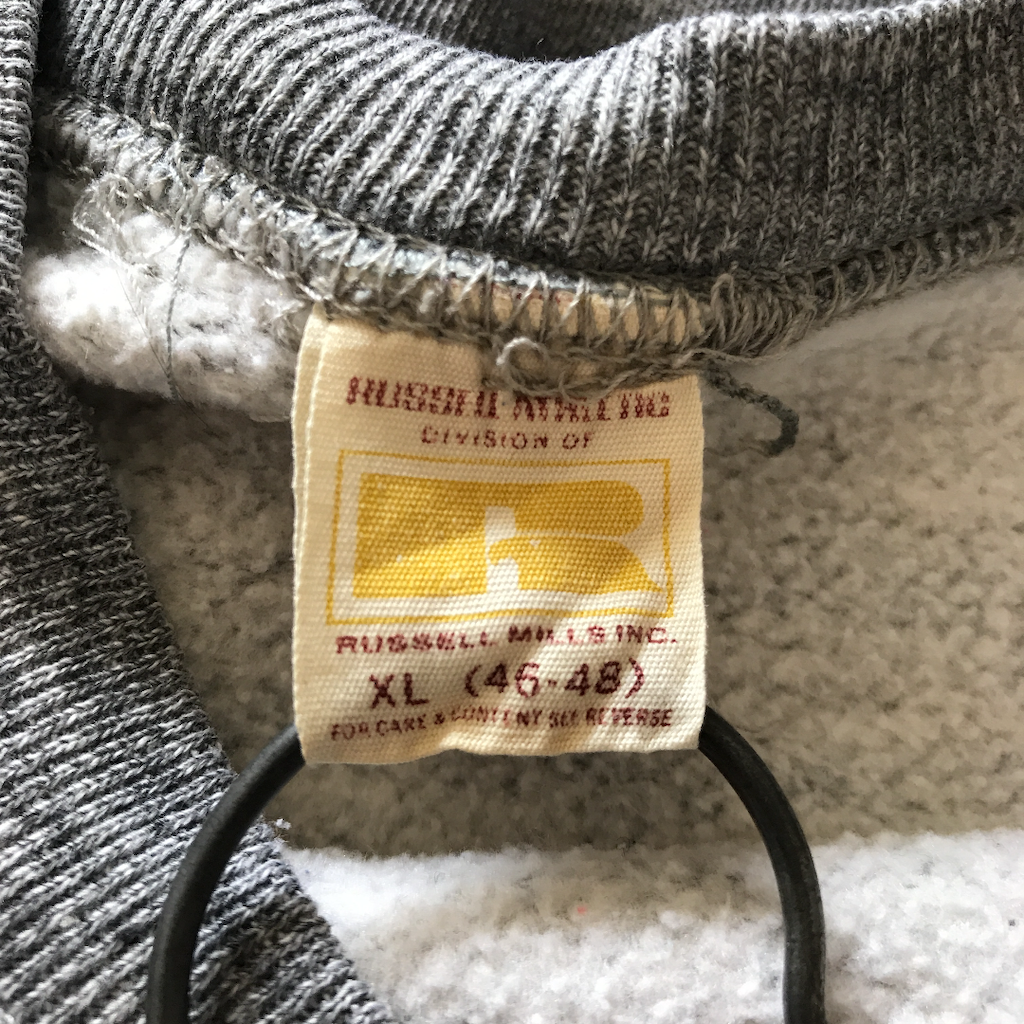 RUSSELL ATHLETIC
DIVISION OF
R
RUSSELL MILLS INC.
XL (46-48)
FOR CARE & CONTENT SEE REVERSE